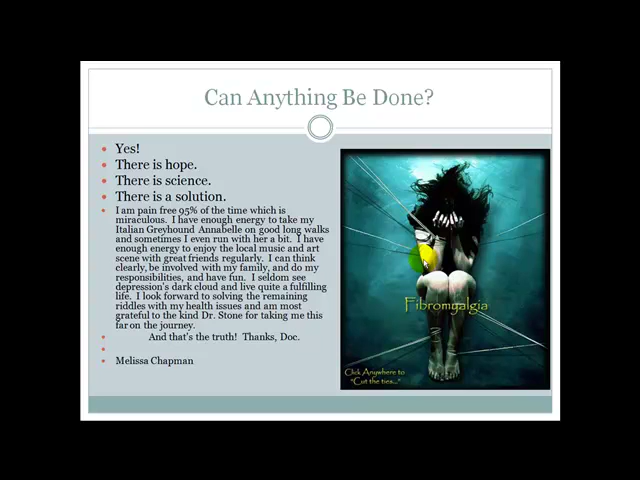 Can Anything Be Done?
Yes!
There is hope.
There is science.
There is a solution.
I am pain free 95% of the time which is
miraculous. I have enough energy to take my
Italian Greyhound Annabelle on good long walks
and sometimes I even run with her a bit. I have
enough energy to enjoy the local music and art
scene with great friends regularly. I can think
clearly, be involved with my family, and do my
responsibilities, and have fun. I seldom see
depression's dark cloud and live quite a fulfilling
life. I look forward to solving the remaining
riddles with my health issues and am most
grateful to the kind Dr. Stone for taking me this
far on the journey.
And that's the truth! Thanks, Doc.
Melissa Chapman
Fibromyalgia
Click Anywhere to
"Cut the ties..."